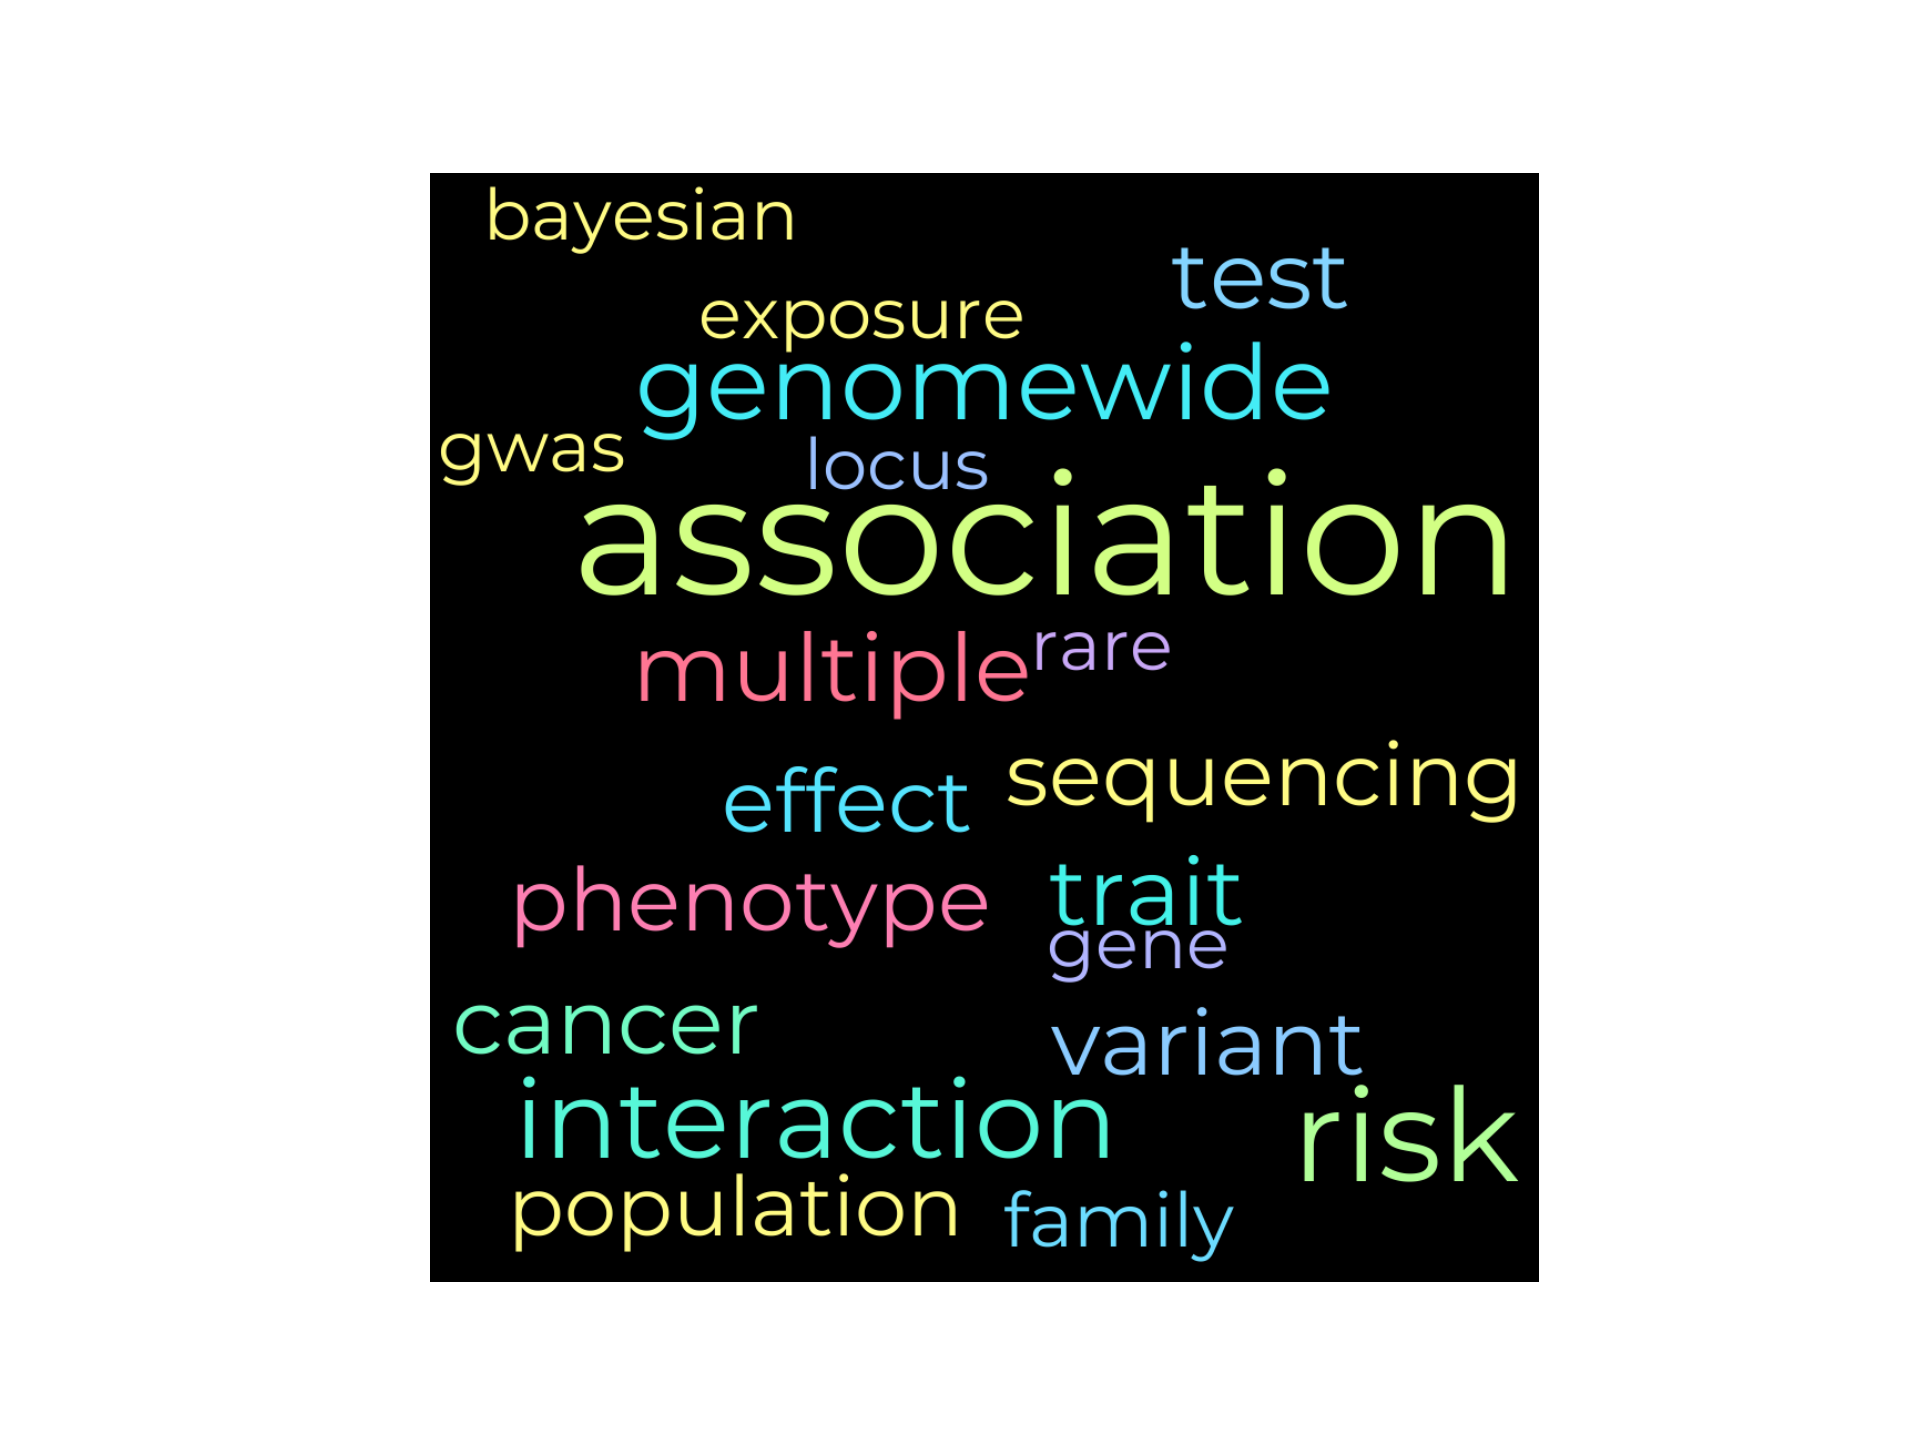 bayesian
test
exposure
genomewide
gwas
locus
association
multiple
rare
sequencing
effect
trait
phenotype
gene
cancer
variant
interaction
risk
population
family